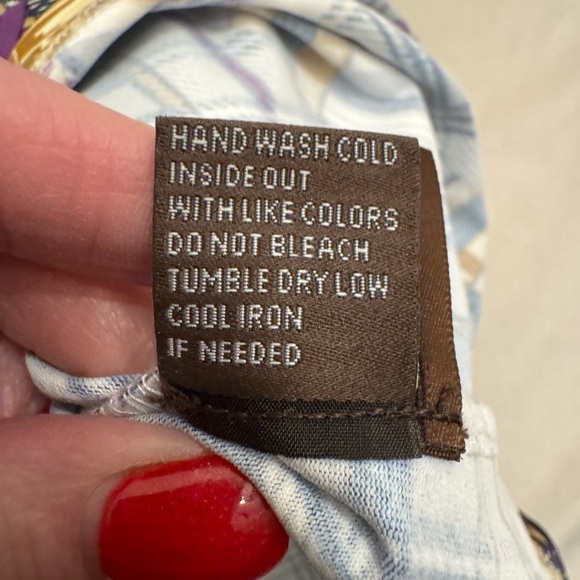 HAND WASH COLD
INSIDE OUT
WITH LIKE COLORS
DO NOT BLEACH
TUMBLE DRY LOW
COOL IRON
IF NEEDED